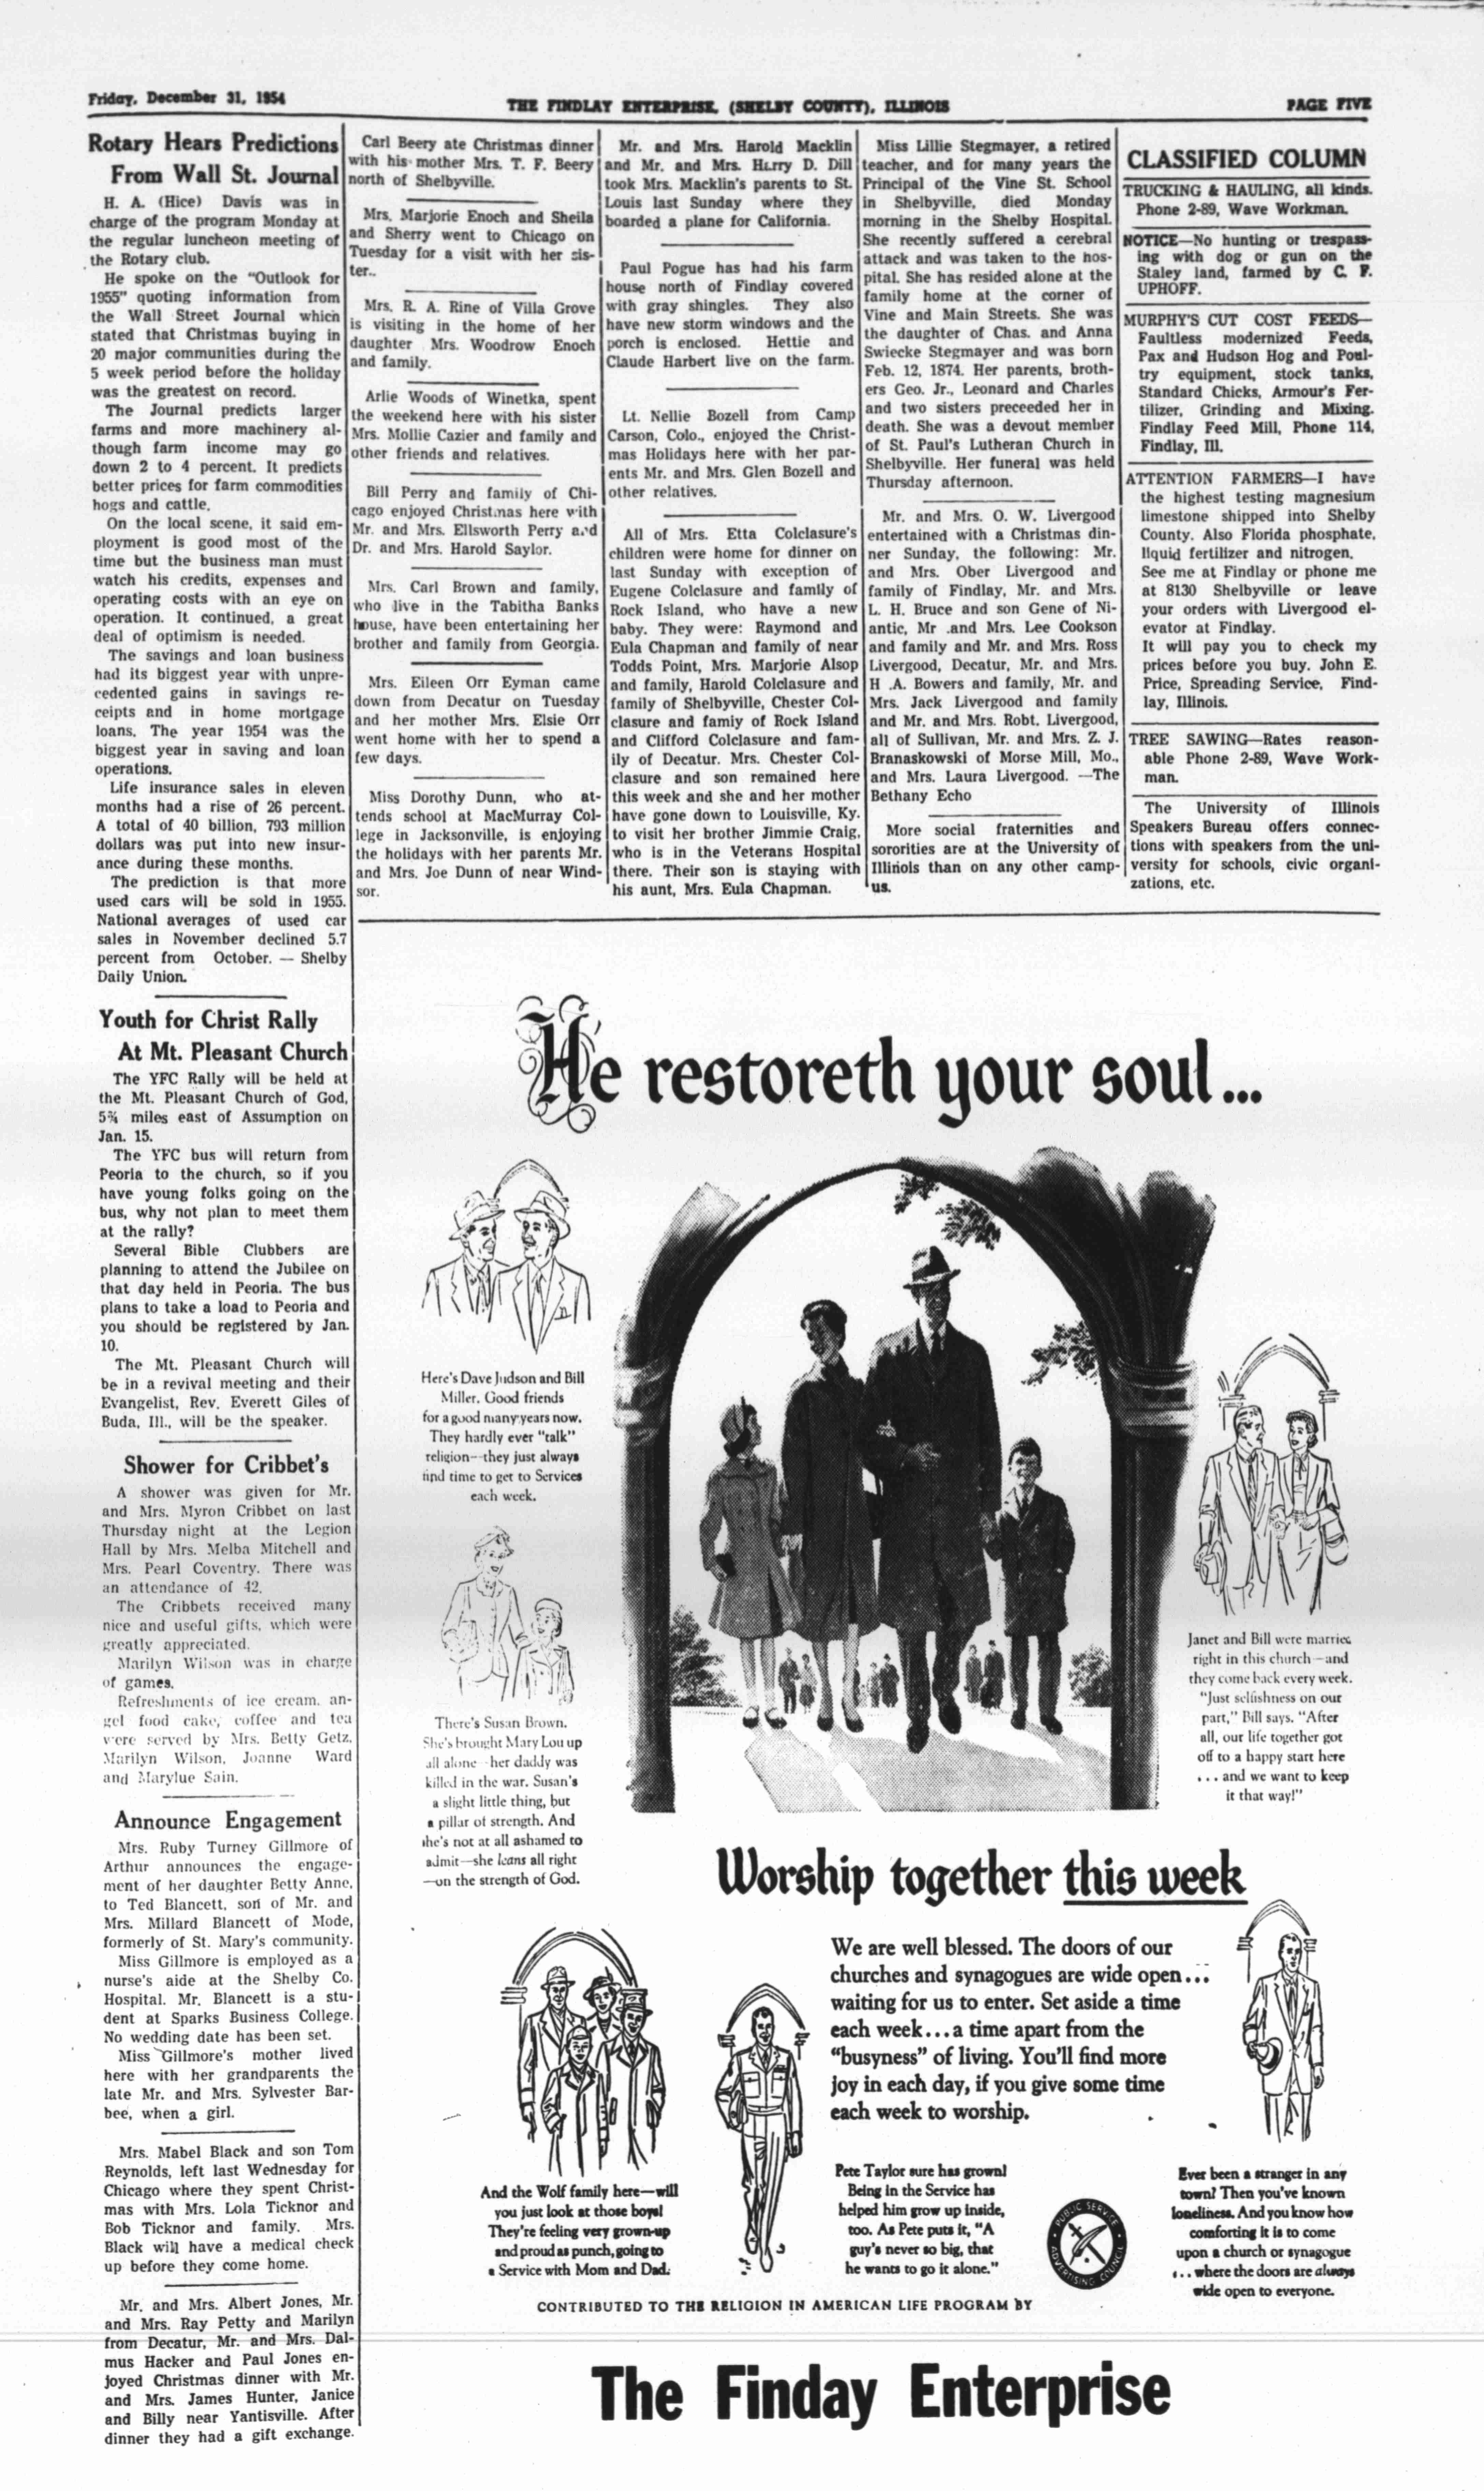 Friday, December 31, 1954
THE FINDLAY ENTERPRISE, (SHELBY COUNTY), ILLINOIS
PAGE FIVE
Rotary Hears Predictions
From Wall St. Journal
H. A. (Hice) Davis was in
charge of the program Monday at
the regular luncheon meeting of
the Rotary club.
He spoke on the "Outlook for
1955" quoting information from
the Wall Street Journal which
stated that Christmas buying in
20 major communities during the
5 week period before the holiday
was the greatest on record.
The Journal predicts larger
farms and more machinery al-
though farm income may go
down 2 to 4 percent. It predicts
better prices for farm commodities
hogs and cattle.
On the local scene, it said em-
ployment is good most of the
time but the business man must
watch his credits, expenses and
operating costs with an eye on
operation. It continued, a great
deal of optimism is needed.
The savings and loan business
had its biggest year with unpre-
cedented gains in savings re-
ceipts and in home mortgage
loans. The year 1954 was the
biggest year in saving and loan
operations.
Life insurance sales in eleven
months had a rise of 26 percent.
A total of 40 billion, 793 million
dollars was put into new insur-
ance during these months.
The prediction is that more
used cars will be sold in 1955.
National averages of used car
sales in November declined 5.7
percent from October. — Shelby
Daily Union.
Youth for Christ Rally
At Mt. Pleasant Church
The YFC Rally will be held at
the Mt. Pleasant Church of God,
5¾ miles east of Assumption on
Jan. 15.
The YFC bus will return from
Peoria to the church, so if you
have young folks going on the
bus, why not plan to meet them
at the rally?
Several Bible Clubbers are
planning to attend the Jubilee on
that day held in Peoria. The bus
plans to take a load to Peoria and
you should be registered by Jan.
10.
The Mt. Pleasant Church will
be in a revival meeting and their
Evangelist, Rev. Everett Giles of
Buda, Ill., will be the speaker.
Shower for Cribbet's
A shower was given for Mr.
and Mrs. Myron Cribbet on last
Thursday night at the Legion
Hall by Mrs. Melba Mitchell and
Mrs. Pearl Coventry. There was
an attendance of 42.
The Cribbets received many
nice and useful gifts, which were
greatly appreciated.
Marilyn Wilson was in charge
of games.
Refreshments of ice cream, an-
gel food cake, coffee and tea
were served by Mrs. Betty Getz,
Marilyn Wilson, Joanne Ward
and Marylue Sain.
Announce Engagement
Mrs. Ruby Turney Gillmore of
Arthur announces the engage-
ment of her daughter Betty Anne,
to Ted Blancett, son of Mr. and
Mrs. Millard Blancett of Mode,
formerly of St. Mary's community.
Miss Gillmore is employed as a
nurse's aide at the Shelby Co.
Hospital. Mr. Blancett is a stu-
dent at Sparks Business College.
No wedding date has been set.
Miss Gillmore's mother lived
here with her grandparents the
late Mr. and Mrs. Sylvester Bar-
bee, when a girl.
Mrs. Mabel Black and son Tom
Reynolds, left last Wednesday for
Chicago where they spent Christ-
mas with Mrs. Lola Ticknor and
Bob Ticknor and family. Mrs.
Black will have a medical check
up before they come home.
Mr. and Mrs. Albert Jones, Mr.
and Mrs. Ray Petty and Marilyn
from Decatur, Mr. and Mrs. Dal-
mus Hacker and Paul Jones en-
joyed Christmas dinner with Mr.
and Mrs. James Hunter, Janice
and Billy near Yantisville. After
dinner they had a gift exchange.
Carl Beery ate Christmas dinner
with his mother Mrs. T. F. Beery
north of Shelbyville.
Mrs. Marjorie Enoch and Sheila
and Sherry went to Chicago on
Tuesday for a visit with her sis-
ter..
Mrs. R. A. Rine of Villa Grove
is visiting in the home of her
daughter Mrs. Woodrow Enoch
and family.
Arlie Woods of Winetka, spent
the weekend here with his sister
Mrs. Mollie Cazier and family and
other friends and relatives.
Bill Perry and family of Chi-
cago enjoyed Christmas here with
Mr. and Mrs. Ellsworth Perry and
Dr. and Mrs. Harold Saylor.
Mrs. Carl Brown and family,
who live in the Tabitha Banks
house, have been entertaining her
brother and family from Georgia.
Mrs. Eileen Orr Eyman came
down from Decatur on Tuesday
and her mother Mrs. Elsie Orr
went home with her to spend a
few days.
Miss Dorothy Dunn, who at-
tends school at MacMurray Col-
lege in Jacksonville, is enjoying
the holidays with her parents Mr.
and Mrs. Joe Dunn of near Wind-
sor.
Mr. and Mrs. Harold Macklin
and Mr. and Mrs. Harry D. Dill
took Mrs. Macklin's parents to St.
Louis last Sunday where they
boarded a plane for California.
Paul Pogue has had his farm
house north of Findlay covered
with gray shingles. They also
have new storm windows and the
porch is enclosed. Hettie and
Claude Harbert live on the farm.
Lt. Nellie Bozell from Camp
Carson, Colo., enjoyed the Christ-
mas Holidays here with her par-
ents Mr. and Mrs. Glen Bozell and
other relatives.
All of Mrs. Etta Colclasure's
children were home for dinner on
last Sunday with exception of
Eugene Colclasure and family of
Rock Island, who have a new
baby. They were: Raymond and
Eula Chapman and family of near
Todds Point, Mrs. Marjorie Alsop
and family, Harold Colclasure and
family of Shelbyville, Chester Col-
clasure and famiy of Rock Island
and Clifford Colclasure and fam-
ily of Decatur. Mrs. Chester Col-
clasure and son remained here
this week and she and her mother
have gone down to Louisville, Ky.
to visit her brother Jimmie Craig,
who is in the Veterans Hospital
there. Their son is staying with
his aunt, Mrs. Eula Chapman.
Miss Lillie Stegmayer, a retired
teacher, and for many years the
Principal of the Vine St. School
in Shelbyville, died Monday
morning in the Shelby Hospital.
She recently suffered a cerebral
attack and was taken to the hos-
pital. She has resided alone at the
family home at the corner of
Vine and Main Streets. She was
the daughter of Chas. and Anna
Swiecke Stegmayer and was born
Feb. 12, 1874. Her parents, broth-
ers Geo. Jr., Leonard and Charles
and two sisters preceeded her in
death. She was a devout member
of St. Paul's Lutheran Church in
Shelbyville. Her funeral was held
Thursday afternoon.
Mr. and Mrs. O. W. Livergood
entertained with a Christmas din-
ner Sunday, the following: Mr.
and Mrs. Ober Livergood and
family of Findlay, Mr. and Mrs.
L. H. Bruce and son Gene of Ni-
antic, Mr .and Mrs. Lee Cookson
and family and Mr. and Mrs. Ross
Livergood, Decatur, Mr. and Mrs.
H .A. Bowers and family, Mr. and
Mrs. Jack Livergood and family
and Mr. and Mrs. Robt. Livergood,
all of Sullivan, Mr. and Mrs. Z. J.
Branaskowski of Morse Mill, Mo.,
and Mrs. Laura Livergood. —The
Bethany Echo
More social fraternities and
sororities are at the University of
Illinois than on any other camp-
us.
CLASSIFIED COLUMN
TRUCKING & HAULING, all kinds.
Phone 2-89, Wave Workman.
NOTICE—No hunting or trespass-
ing with dog or gun on the
Staley land, farmed by C. F.
UPHOFF.
MURPHY'S CUT COST FEEDS—
Faultless modernized Feeds,
Pax and Hudson Hog and Poul-
try equipment, stock tanks,
Standard Chicks, Armour's Fer-
tilizer, Grinding and Mixing.
Findlay Feed Mill, Phone 114,
Findlay, Ill.
ATTENTION FARMERS—I have
the highest testing magnesium
limestone shipped into Shelby
County. Also Florida phosphate,
liquid fertilizer and nitrogen.
See me at Findlay or phone me
at 8130 Shelbyville or leave
your orders with Livergood el-
evator at Findlay.
It will pay you to check my
prices before you buy. John E.
Price, Spreading Service, Find-
lay, Illinois.
TREE SAWING—Rates reason-
able Phone 2-89, Wave Work-
man.
The University of Illinois
Speakers Bureau offers connec-
tions with speakers from the uni-
versity for schools, civic organi-
zations, etc.
He restoreth your soul...
Here's Dave Judson and Bill
Miller. Good friends
for a good many years now.
They hardly ever "talk"
religion--they just always
find time to get to Services
each week.
There's Susan Brown.
She's brought Mary Lou up
all alone—her daddy was
killed in the war. Susan's
a slight little thing, but
a pillar of strength. And
she's not at all ashamed to
admit—she leans all right
—on the strength of God.
Janet and Bill were married
right in this church—and
they come back every week.
"Just selfishness on our
part," Bill says. "After
all, our life together got
off to a happy start here
... and we want to keep
it that way!"
Worship together this week
We are well blessed. The doors of our
churches and synagogues are wide open...
waiting for us to enter. Set aside a time
each week...a time apart from the
"busyness" of living. You'll find more
joy in each day, if you give some time
each week to worship.
And the Wolf family here—will
you just look at those boys!
They're feeling very grown-up
and proud as punch, going to
a Service with Mom and Dad.
Pete Taylor sure has grown!
Being in the Service has
helped him grow up inside,
too. As Pete puts it, "A
guy's never so big, that
he wants to go it alone."
PUBLIC SERVICE
ADVERTISING COUNCIL
Ever been a stranger in any
town? Then you've known
loneliness. And you know how
comforting it is to come
upon a church or synagogue
... where the doors are always
wide open to everyone.
CONTRIBUTED TO THE RELIGION IN AMERICAN LIFE PROGRAM BY
The Finday Enterprise